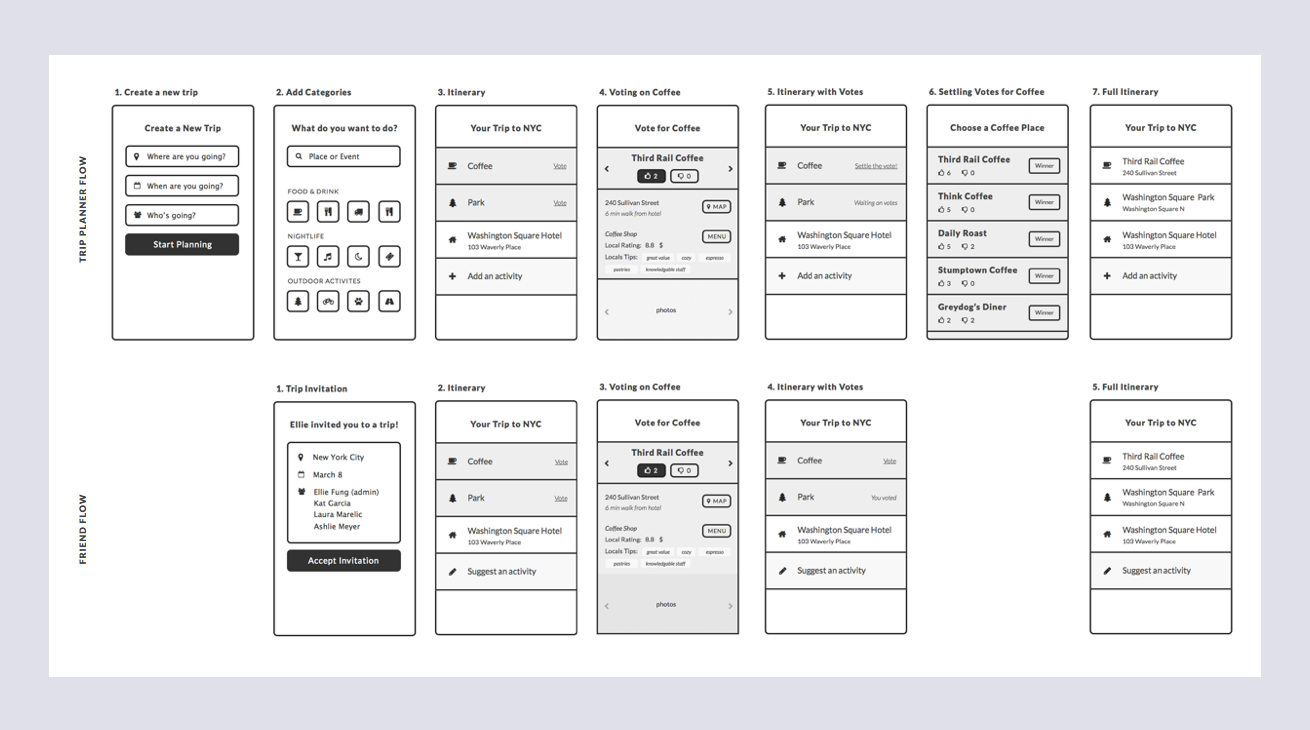 TRIP PLANNER FLOW
1. Create a new trip
Create a New Trip
Where are you going?
When are you going?
Who's going?
Start Planning
2. Add Categories
What do you want to do?
Place or Event
FOOD & DRINK
NIGHTLIFE
OUTDOOR ACTIVITES
3. Itinerary
Your Trip to NYC
Coffee Vote
Park Vote
Washington Square Hotel
103 Waverly Place
Add an activity
4. Voting on Coffee
Vote for Coffee
Third Rail Coffee
2 0
240 Sullivan Street
6 min walk from hotel
MAP
Coffee Shop
MENU
Local Rating: 8.8 $
Locals Tips: great value cozy espresso
pastries knowledgable staff
photos
5. Itinerary with Votes
Your Trip to NYC
Coffee Settle the vote!
Park Waiting on votes
Washington Square Hotel
103 Waverly Place
Add an activity
6. Settling Votes for Coffee
Choose a Coffee Place
Third Rail Coffee
6 0
Winner
Think Coffee
5 0
Winner
Daily Roast
5 2
Winner
Stumptown Coffee
3 0
Winner
Greydog's Diner
2 2
Winner
7. Full Itinerary
Your Trip to NYC
Third Rail Coffee
240 Sullivan Street
Washington Square Park
Washington Square N
Washington Square Hotel
103 Waverly Place
Add an activity
FRIEND FLOW
1. Trip Invitation
Ellie invited you to a trip!
New York City
March 8
Ellie Fung (admin)
Kat Garcia
Laura Marelic
Ashlie Meyer
Accept Invitation
2. Itinerary
Your Trip to NYC
Coffee Vote
Park Vote
Washington Square Hotel
103 Waverly Place
Suggest an activity
3. Voting on Coffee
Vote for Coffee
Third Rail Coffee
2 0
240 Sullivan Street
6 min walk from hotel
MAP
Coffee Shop
MENU
Local Rating: 8.8 $
Locals Tips: great value cozy espresso
pastries knowledgable staff
photos
4. Itinerary with Votes
Your Trip to NYC
Coffee Vote
Park You voted
Washington Square Hotel
103 Waverly Place
Suggest an activity
5. Full Itinerary
Your Trip to NYC
Third Rail Coffee
240 Sullivan Street
Washington Square Park
Washington Square N
Washington Square Hotel
103 Waverly Place
Suggest an activity